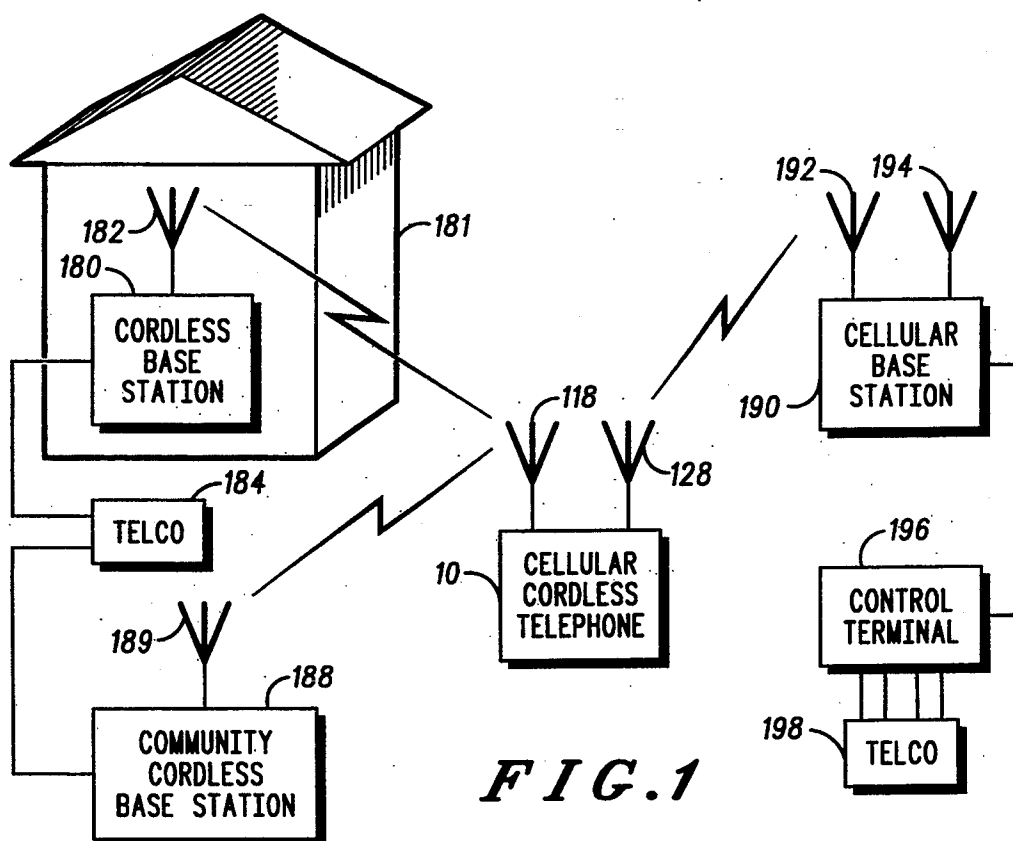 192
194
182
181
180
CORDLESS
BASE
STATION
CELLULAR
BASE
STATION
190
118
128
184
TELCO
10
CELLULAR
CORDLESS
TELEPHONE
196
CONTROL
TERMINAL
189
188
198
TELCO
COMMUNITY
CORDLESS
BASE STATION
FIG.1